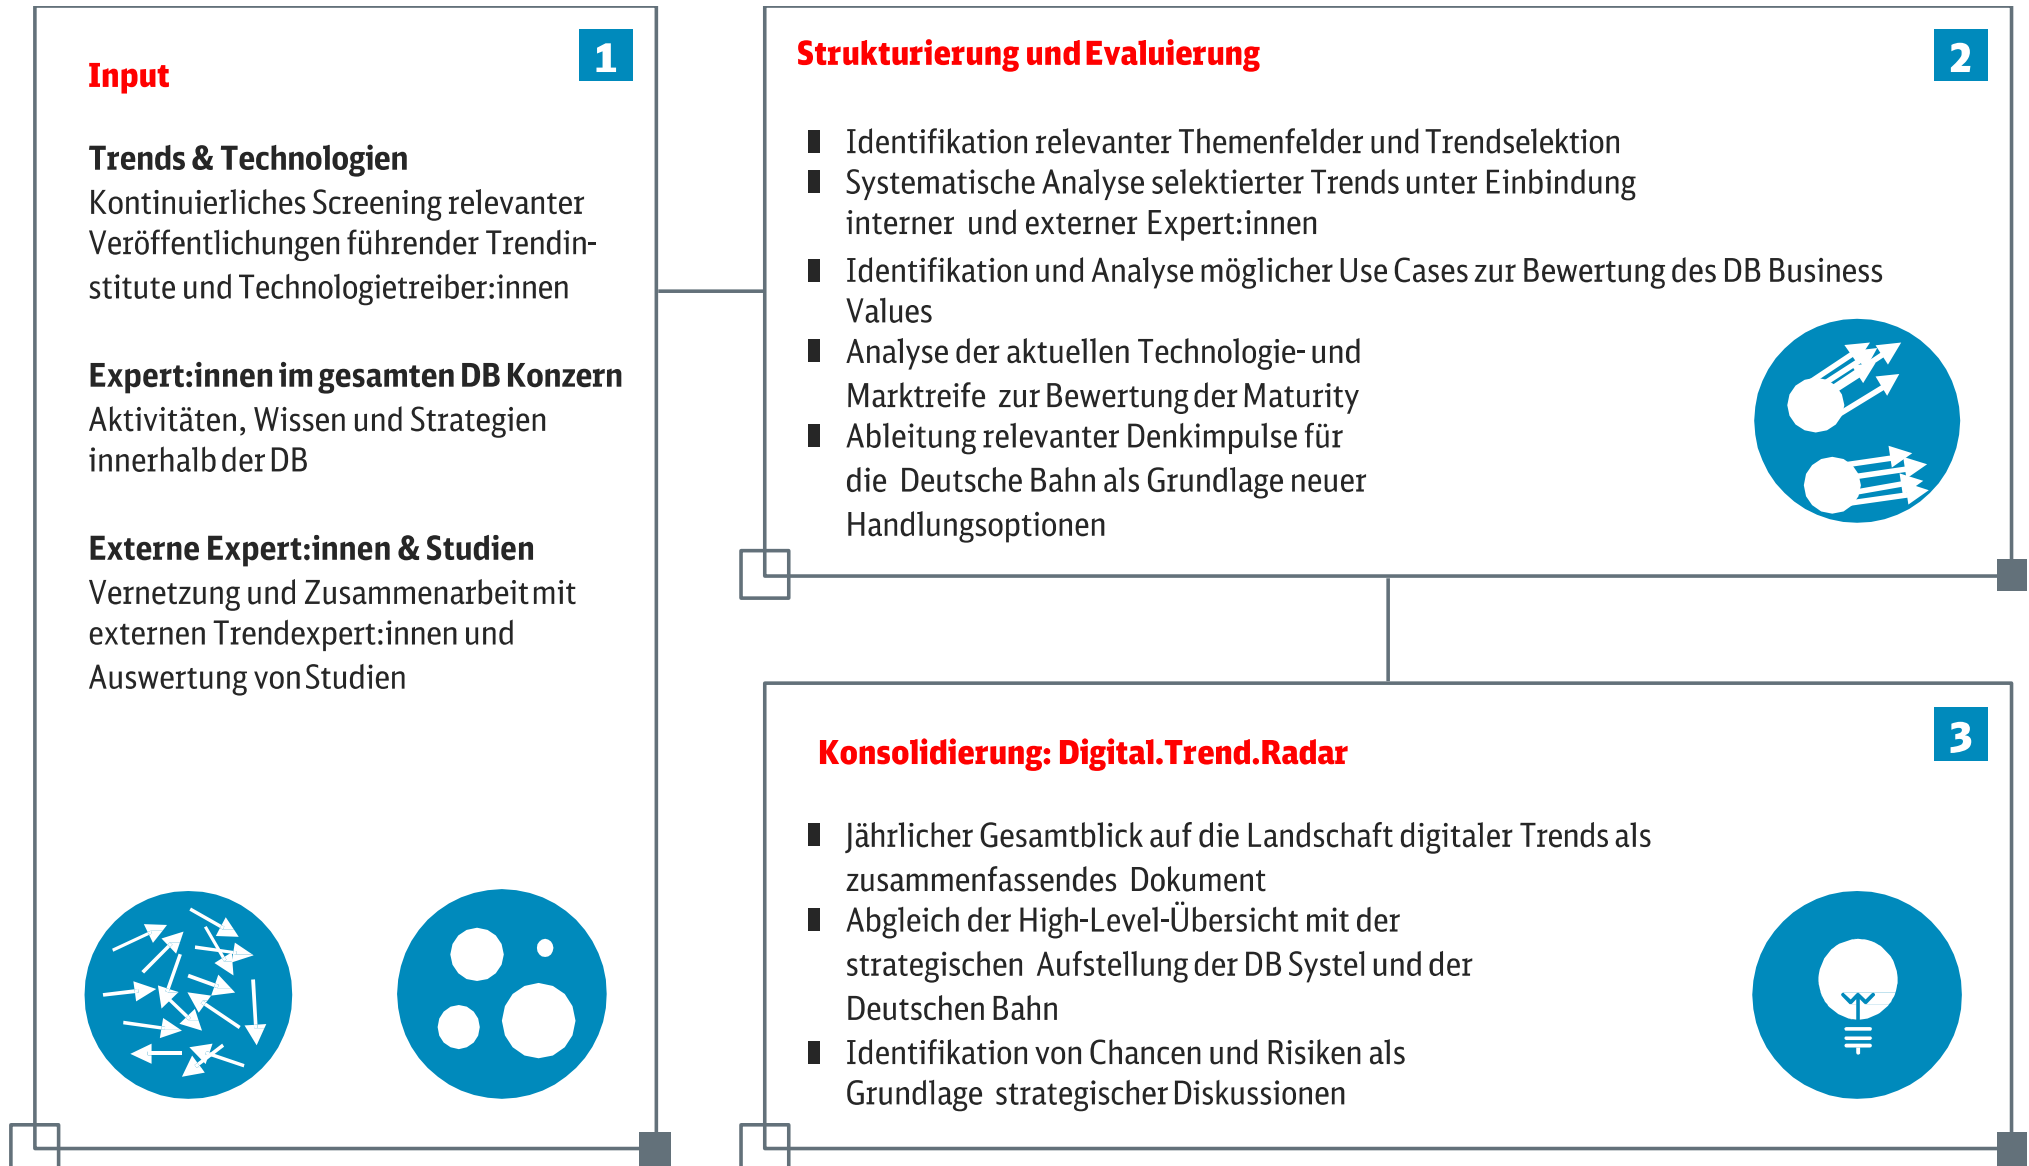 1
Input
Trends & Technologien
Kontinuierliches Screening relevanter
Veröffentlichungen führender Trendin-
stitute und Technologietreiber:innen
Expert:innen im gesamten DB Konzern
Aktivitäten, Wissen und Strategien
innerhalb der DB
Externe Expert:innen & Studien
Vernetzung und Zusammenarbeit mit
externen Trendexpert:innen und
Auswertung von Studien
2
Strukturierung und Evaluierung
Identifikation relevanter Themenfelder und Trendselektion
Systematische Analyse selektierter Trends unter Einbindung
interner und externer Expert:innen
Identifikation und Analyse möglicher Use Cases zur Bewertung des DB Business
Values
Analyse der aktuellen Technologie- und
Marktreife zur Bewertung der Maturity
Ableitung relevanter Denkimpulse für
die Deutsche Bahn als Grundlage neuer
Handlungsoptionen
3
Konsolidierung: Digital.Trend.Radar
Jährlicher Gesamtblick auf die Landschaft digitaler Trends als
zusammenfassendes Dokument
Abgleich der High-Level-Übersicht mit der
strategischen Aufstellung der DB Systel und der
Deutschen Bahn
Identifikation von Chancen und Risiken als
Grundlage strategischer Diskussionen